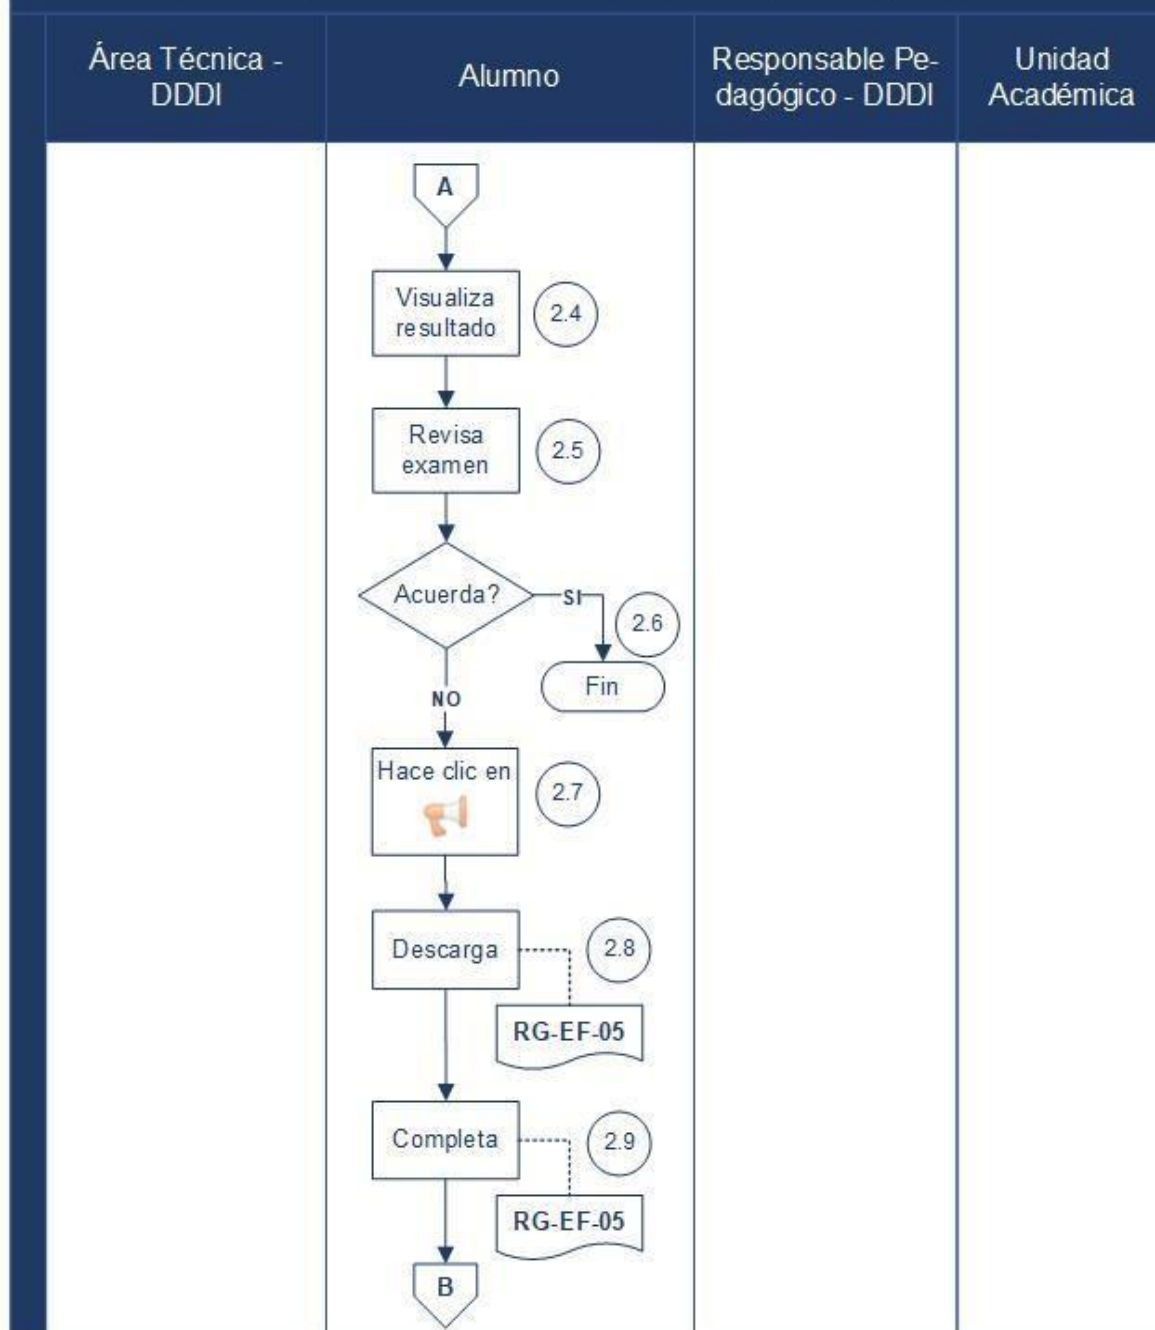 Área Técnica -
DDDI
Alumno
Responsable Pe-
dagógico - DDDI
Unidad
Académica
A
Visualiza
resultado
2.4
Revisa
examen
2.5
Acuerda?
SI
2.6
Fin
NO
Hace clic en
2.7
Descarga
2.8
RG-EF-05
Completa
2.9
RG-EF-05
B